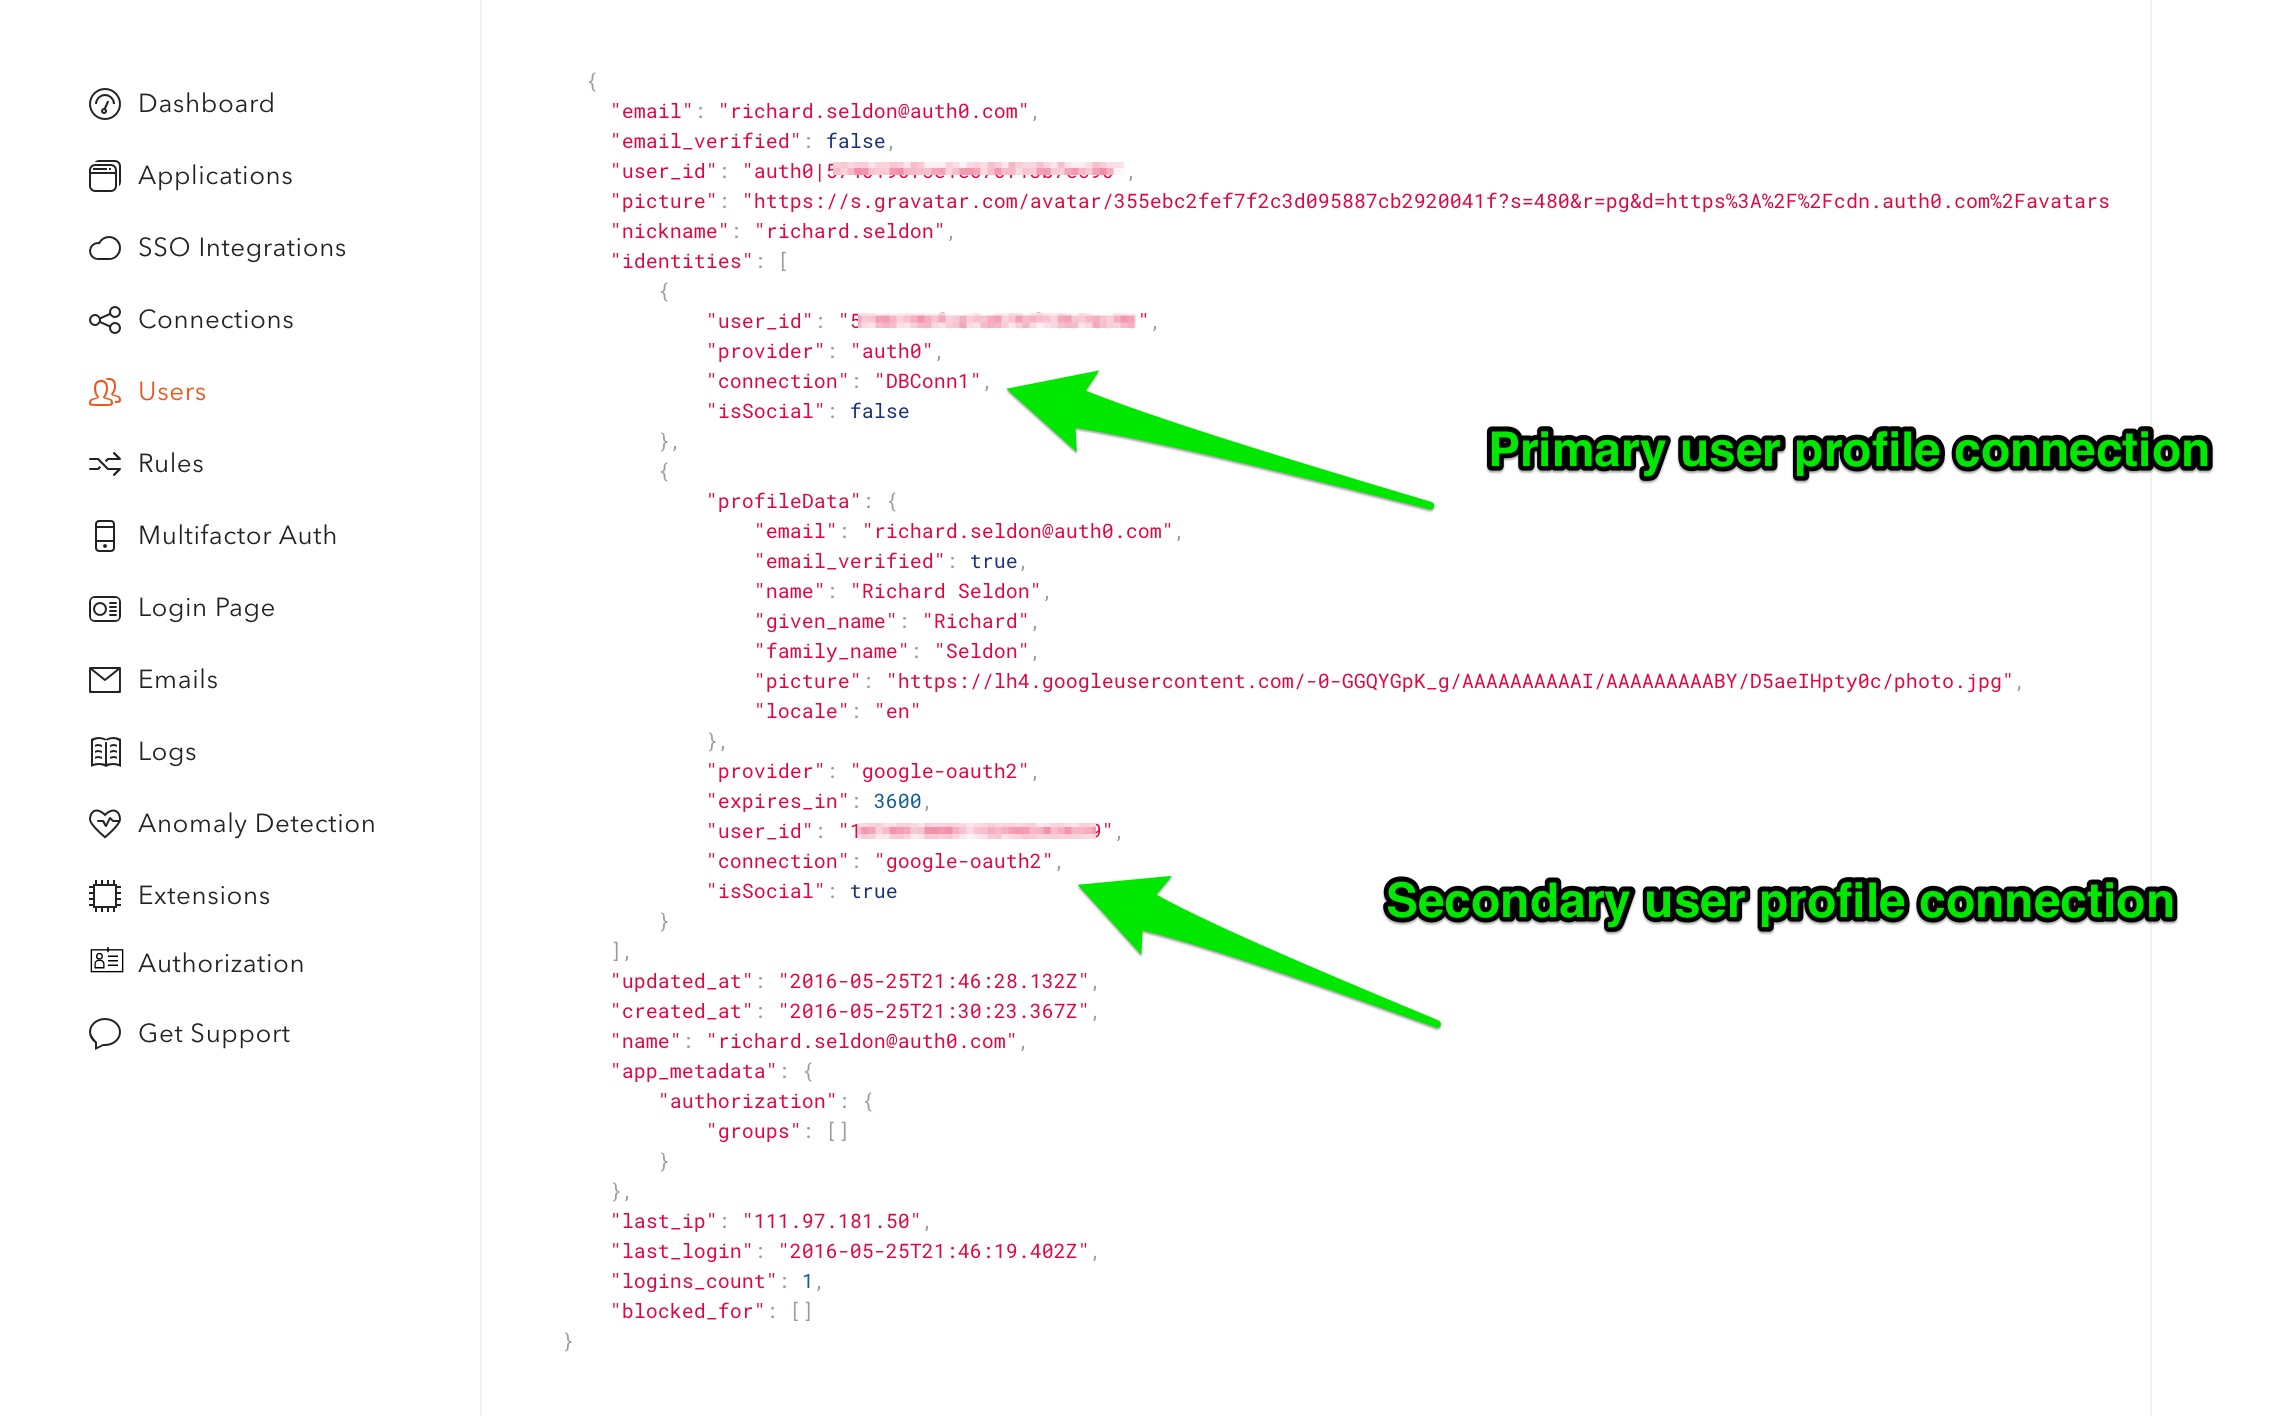 Dashboard
Applications
SSO Integrations
Connections
Users
Rules
Multifactor Auth
Login Page
Emails
Logs
Anomaly Detection
Extensions
Authorization
Get Support
{
"email": "richard.seldon@auth0.com",
"email_verified": false,
"user_id": "auth0|5
"picture": "https://s.gravatar.com/avatar/355ebc2fef7f2c3d095887cb2920041f?s=480&r=pg&d=https%3A%2F%2Fcdn.auth0.com%2Favatars
"nickname": "richard.seldon",
"identities": [
{
"user_id": "5 ",
"provider": "auth0",
"connection": "DBConn1",
"isSocial": false
},
{
"profileData": {
"email": "richard.seldon@auth0.com",
"email_verified": true,
"name": "Richard Seldon",
"given_name": "Richard",
"family_name": "Seldon",
"picture": "https://lh4.googleusercontent.com/-0-GGQYGpK_g/AAAAAAAAAAI/AAAAAAAAABY/D5aeIHpty0c/photo.jpg",
"locale": "en"
},
"provider": "google-oauth2",
"expires_in": 3600,
"user_id": "1 9",
"connection": "google-oauth2",
"isSocial": true
}
],
"updated_at": "2016-05-25T21:46:28.132Z",
"created_at": "2016-05-25T21:30:23.367Z",
"name": "richard.seldon@auth0.com",
"app_metadata": {
"authorization": {
"groups": []
}
},
"last_ip": "111.97.181.50",
"last_login": "2016-05-25T21:46:19.402Z",
"logins_count": 1,
"blocked_for": []
}
Primary user profile connection
Secondary user profile connection